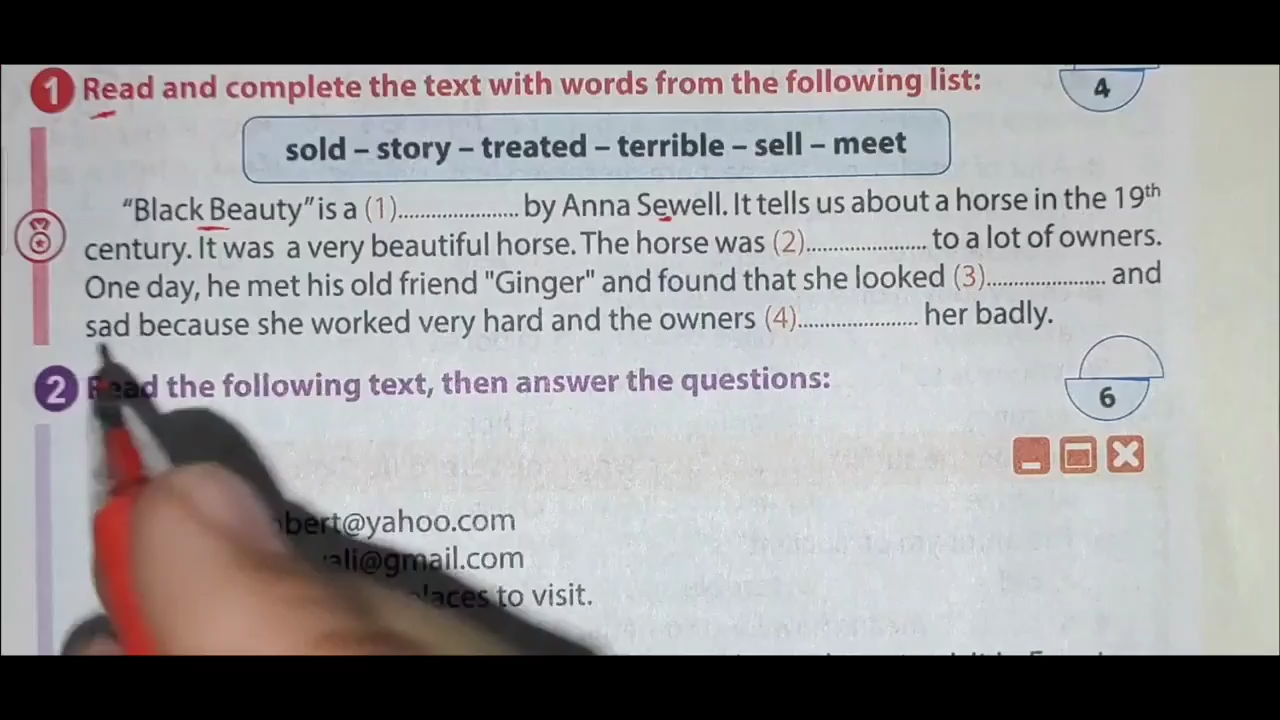 1 Read and complete the text with words from the following list:
4
sold – story – treated – terrible – sell – meet
"Black Beauty" is a (1)...................... by Anna Sewell. It tells us about a horse in the 19th
century. It was a very beautiful horse. The horse was (2)...................... to a lot of owners.
One day, he met his old friend "Ginger" and found that she looked (3)...................... and
sad because she worked very hard and the owners (4)...................... her badly.
2 Read the following text, then answer the questions:
6
bert@yahoo.com
ali@gmail.com
places to visit.